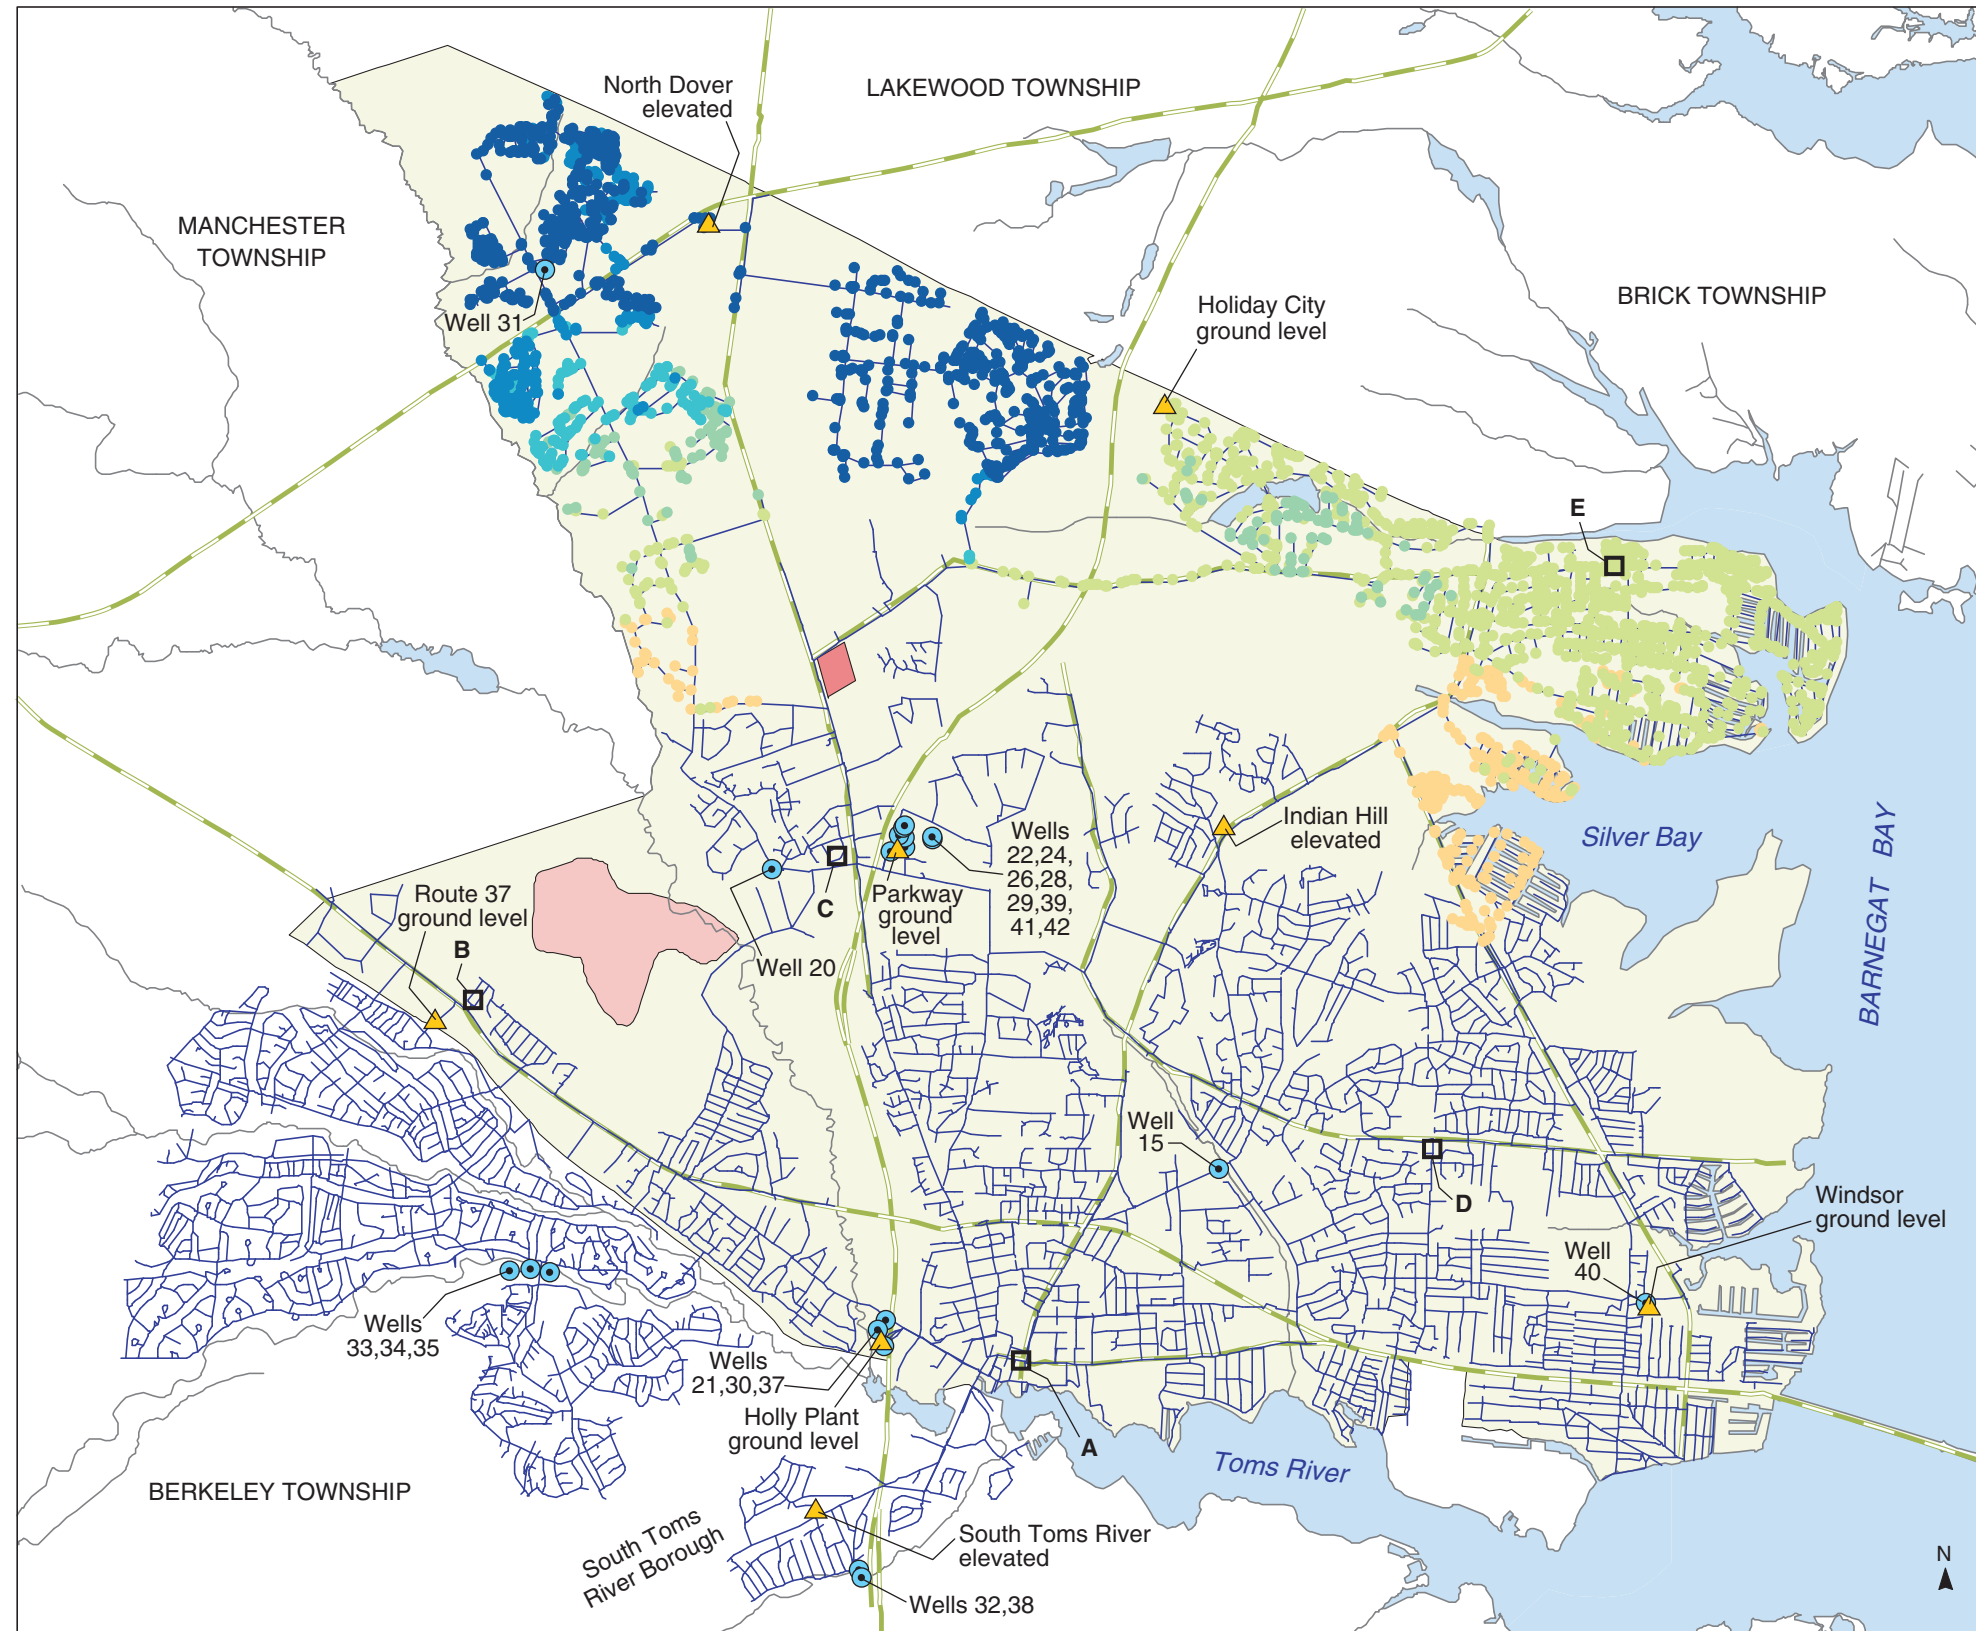 North Dover
elevated
LAKEWOOD TOWNSHIP
MANCHESTER
TOWNSHIP
Well 31
Holiday City
ground level
BRICK TOWNSHIP
E
Indian Hill
elevated
Silver Bay
BARNEGAT BAY
Wells
22,24,
26,28,
29,39,
41,42
Parkway
ground
level
C
Well 20
Route 37
ground level
B
Well
15
D
Windsor
ground level
Well
40
Wells
33,34,35
Wells
21,30,37
Holly Plant
ground level
A
Toms River
BERKELEY TOWNSHIP
South Toms
River Borough
South Toms River
elevated
Wells 32,38
N